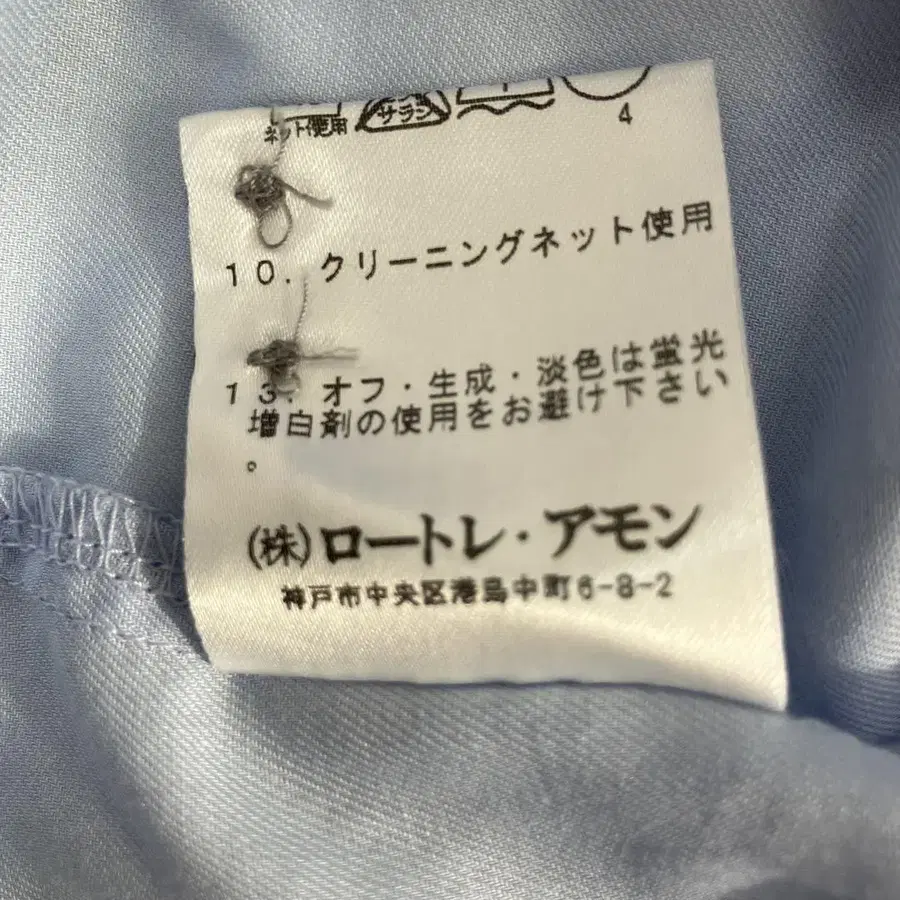 ネット使用
サラシ
4
10.クリーニングネット使用
13.オフ・生成・淡色は蛍光
増白剤の使用をお避け下さい
。
(株)ロートレ・アモン
神戸市中央区港島中町6-8-2